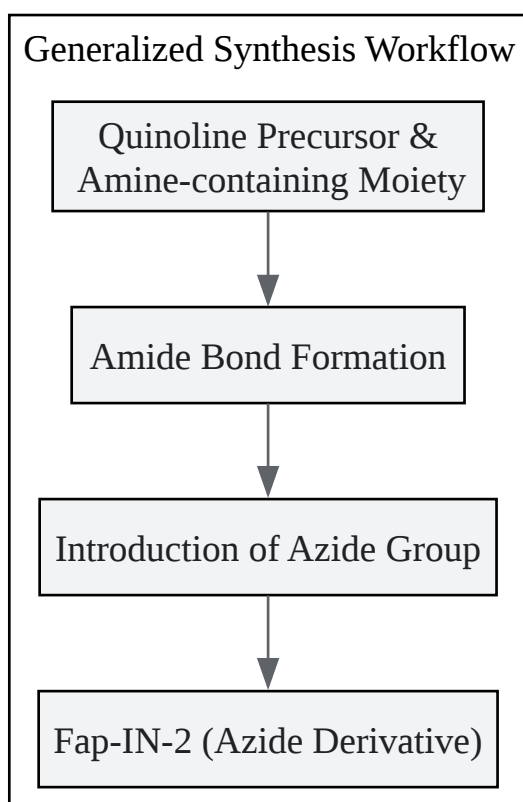 Generalized Synthesis Workflow
Quinoline Precursor &
Amine-containing Moiety
Amide Bond Formation
Introduction of Azide Group
Fap-IN-2 (Azide Derivative)